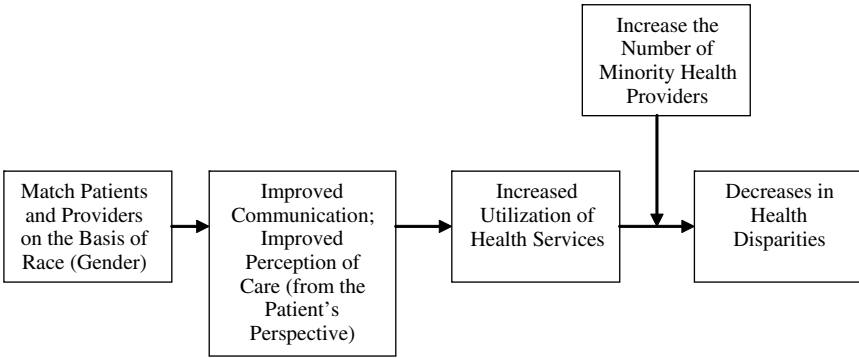 Increase the
Number of
Minority Health
Providers
Match Patients
and Providers
on the Basis of
Race (Gender)
Improved
Communication;
Improved
Perception of
Care (from the
Patient’s
Perspective)
Increased
Utilization of
Health Services
Decreases in
Health
Disparities